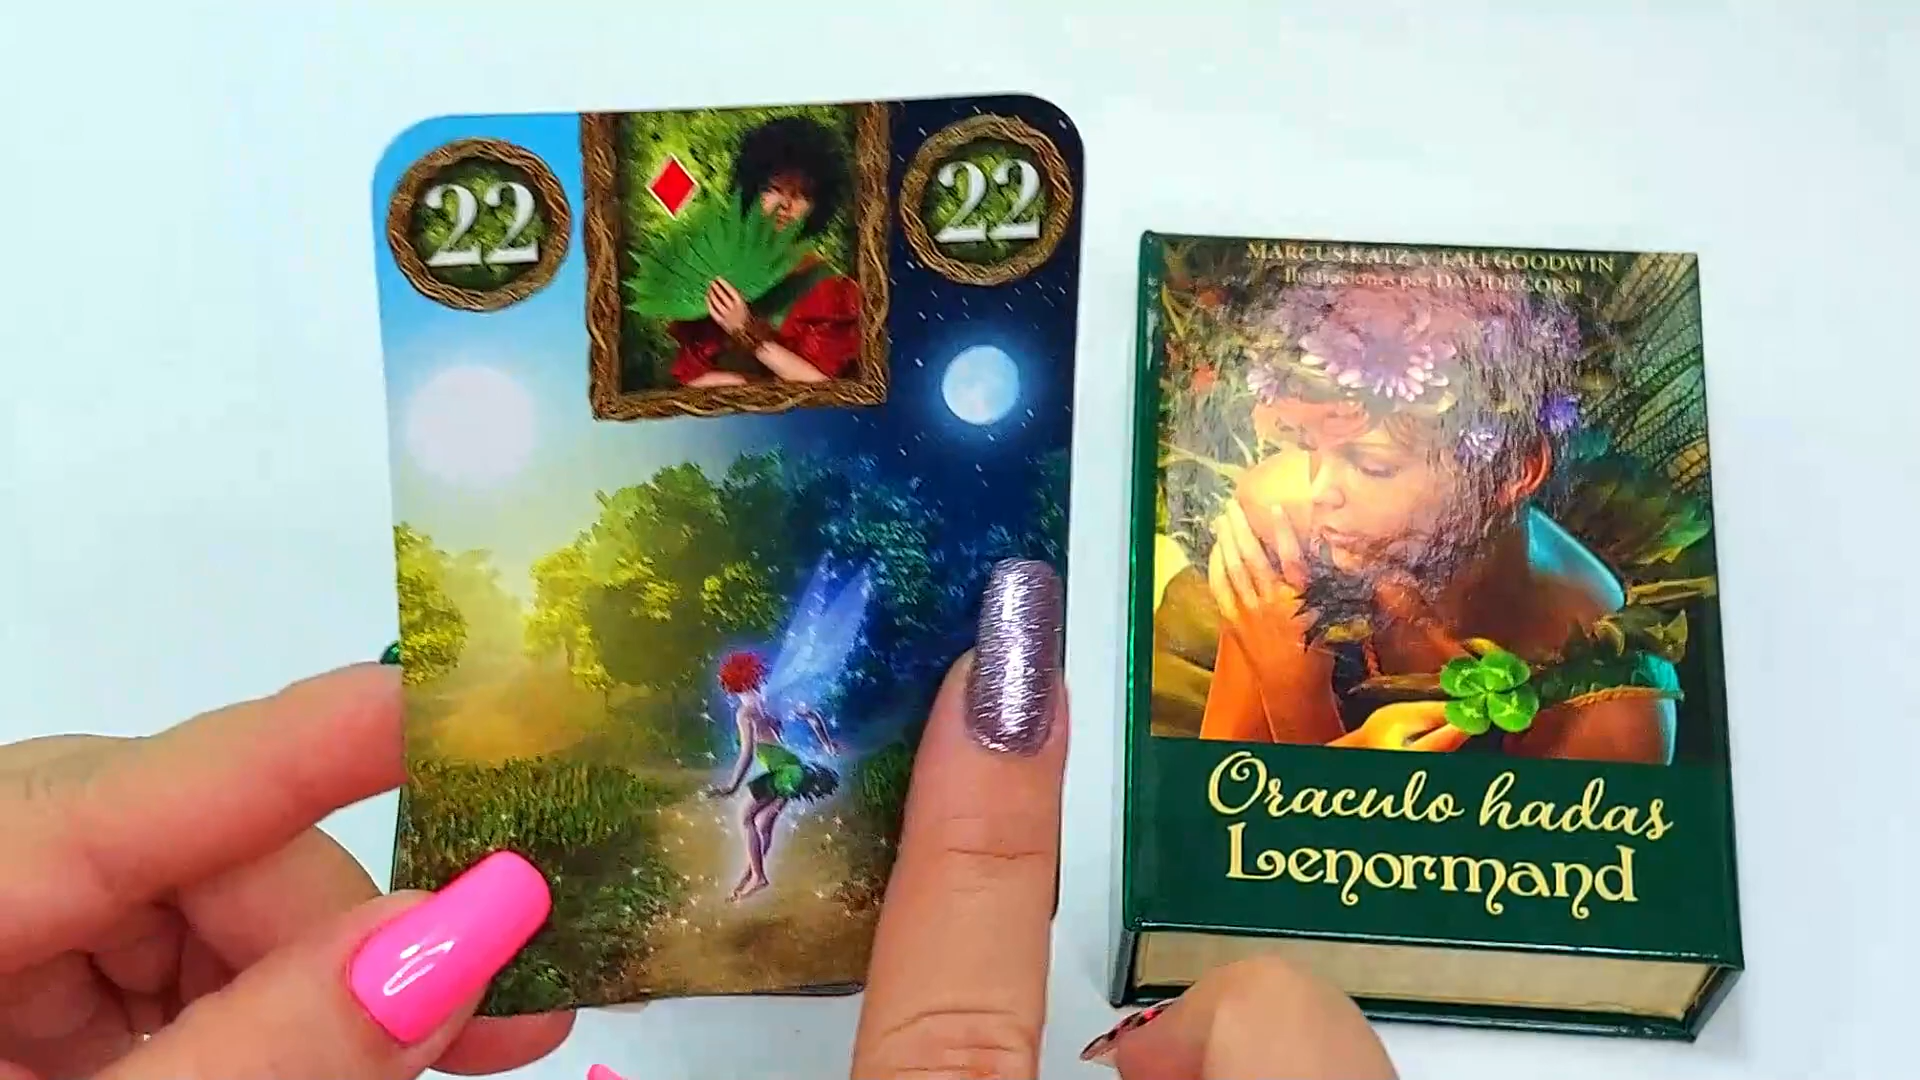 22
22
MARCUS KATZ Y TALI GOODWIN
Ilustraciones por DAVIDE CORSI
Oraculo hadas
Lenormand